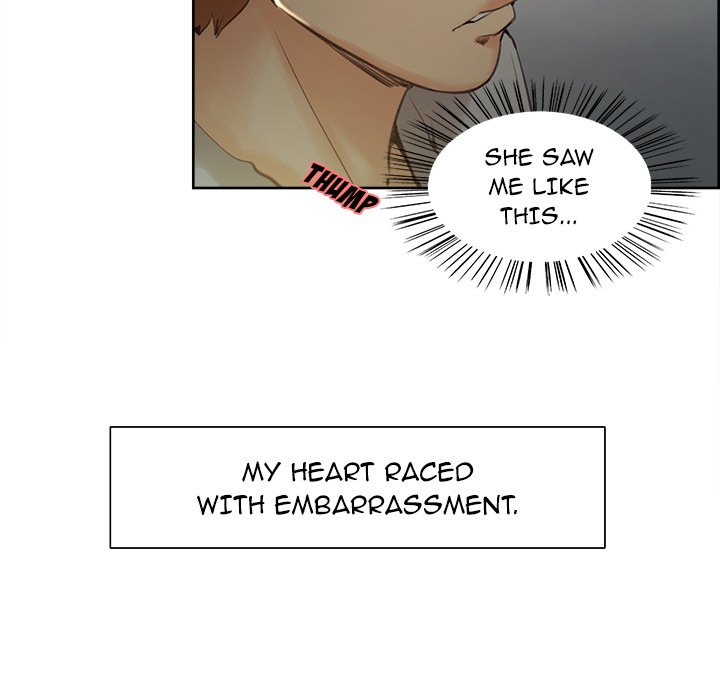 THUMP
SHE SAW
ME LIKE
THIS...
MY HEART RACED
WITH EMBARRASSMENT.